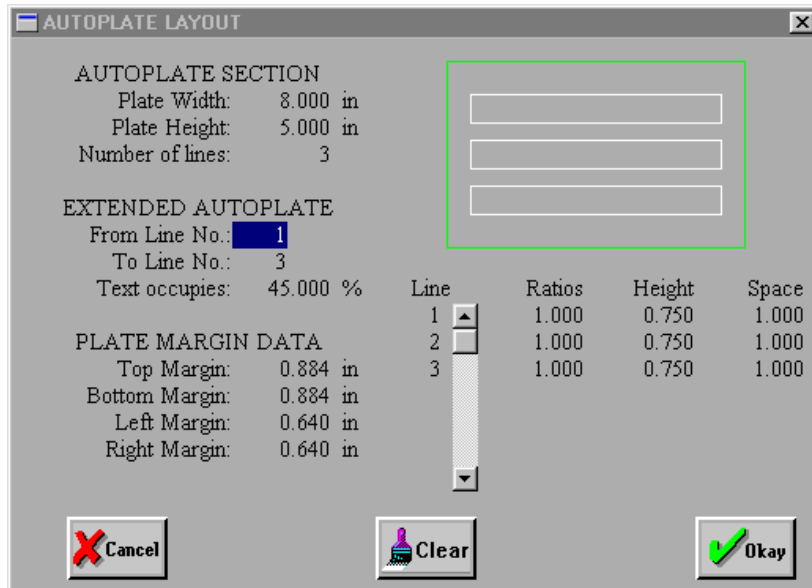 AUTOPLATE LAYOUT
AUTOPLATE SECTION
Plate Width: 8.000 in
Plate Height: 5.000 in
Number of lines: 3
EXTENDED AUTOPLATE
From Line No.: 1
To Line No.: 3
Text occupies: 45.000 %
PLATE MARGIN DATA
Top Margin: 0.884 in
Bottom Margin: 0.884 in
Left Margin: 0.640 in
Right Margin: 0.640 in
Line Ratios Height Space
1 1.000 0.750 1.000
2 1.000 0.750 1.000
3 1.000 0.750 1.000
Cancel
Clear
Okay